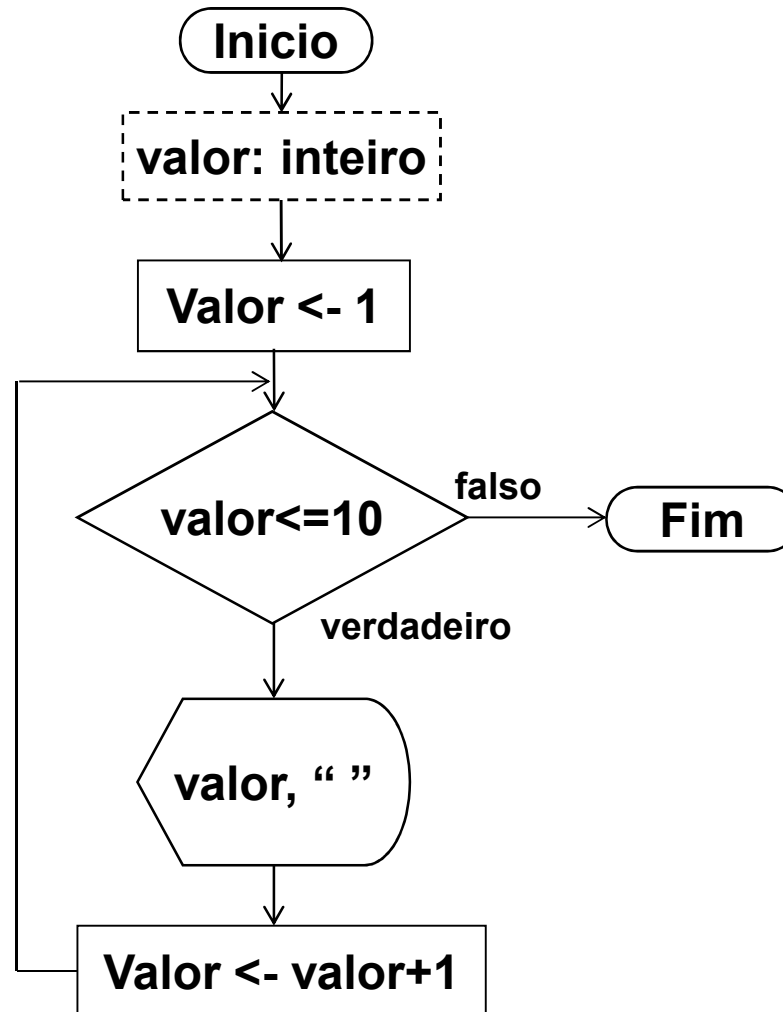 Inicio
valor: inteiro
Valor <- 1
valor<=10
falso
Fim
verdadeiro
valor, “ ”
Valor <- valor+1